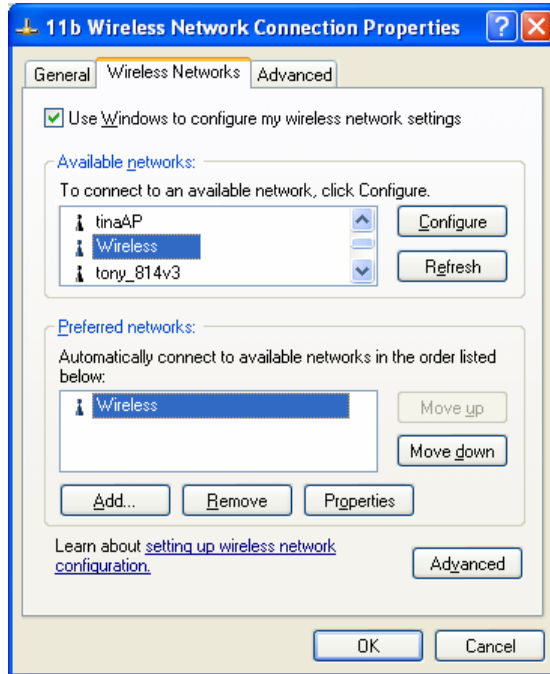 11b Wireless Network Connection Properties
General Wireless Networks Advanced
Use Windows to configure my wireless network settings
Available networks:
To connect to an available network, click Configure.
tinaAP
Wireless
tony_814v3
Configure
Refresh
Preferred networks:
Automatically connect to available networks in the order listed
below:
Wireless
Move up
Move down
Add... Remove Properties
Learn about setting up wireless network
configuration.
Advanced
OK Cancel